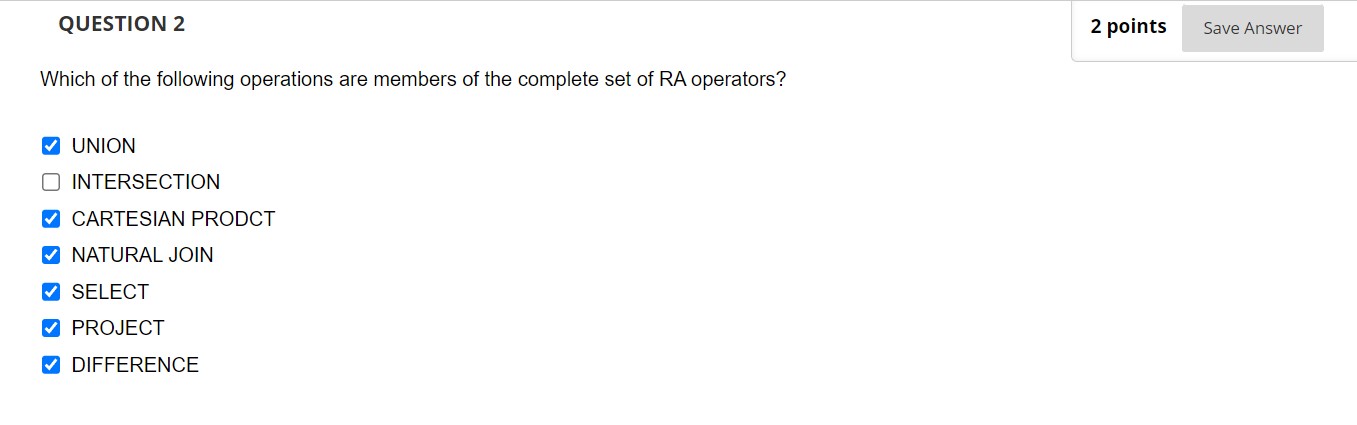 QUESTION 2
2 points
Save Answer
Which of the following operations are members of the complete set of RA operators?
UNION
INTERSECTION
CARTESIAN PRODCT
NATURAL JOIN
SELECT
PROJECT
DIFFERENCE